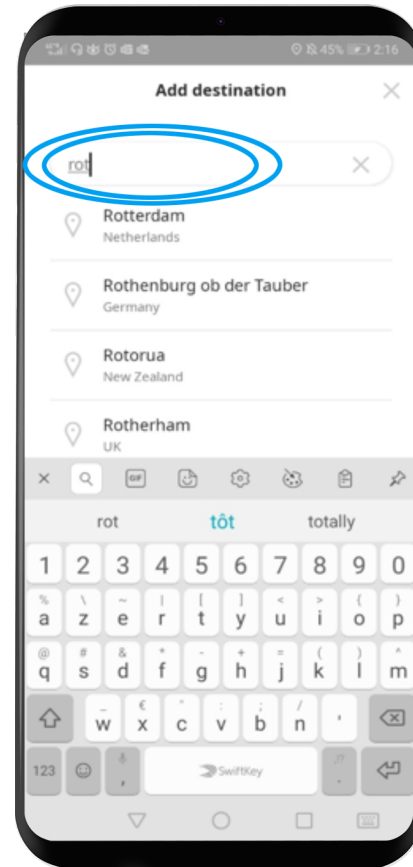 45% 2:16
Add destination
rot
Rotterdam
Netherlands
Rothenburg ob der Tauber
Germany
Rotorua
New Zealand
Rotherham
UK
GIF
rot tôt totally
1 2 3 4 5 6 7 8 9 0
% \ ~ | [ ] < > { }
a z e r t y u i o p
@ # & * - + = ( ) ^
q s d f g h j k l m
_ € " : ; /
w x c v b n '
123 , SwiftKey .